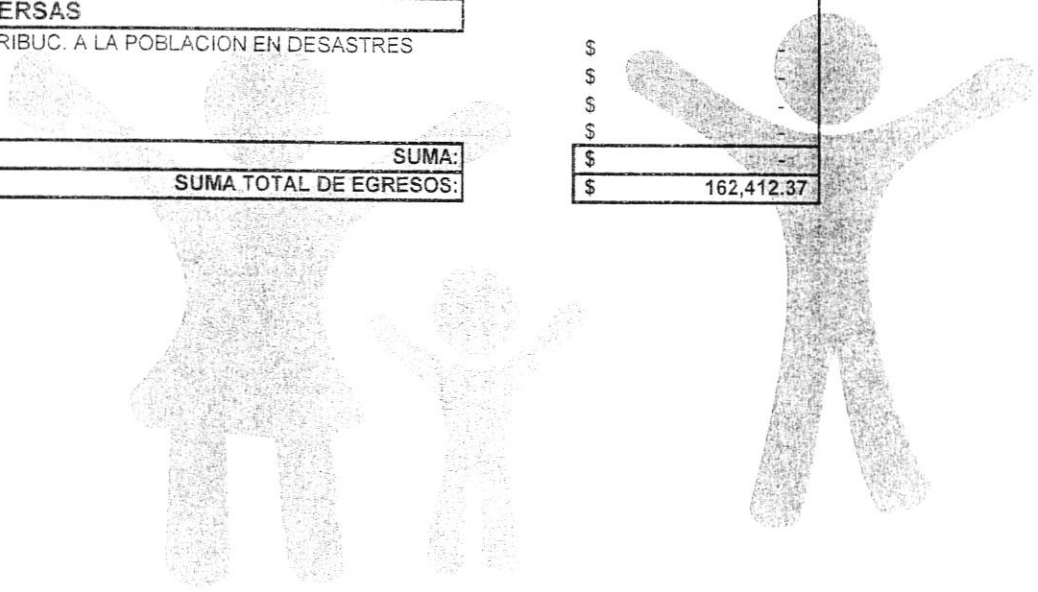 ERSAS
RIBUC. A LA POBLACION EN DESASTRES $ -
$ -
$ -
$ -
SUMA: $ -
SUMA TOTAL DE EGRESOS: $ 162,412.37